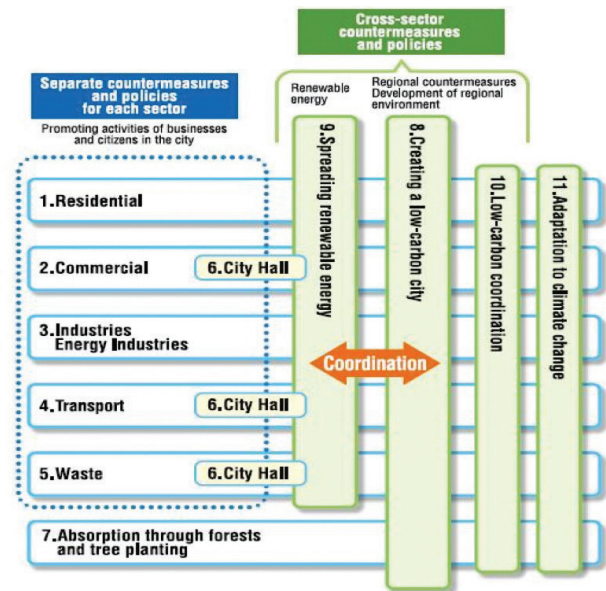 Cross-sector
countermeasures
and policies
Separate countermeasures
and policies
for each sector
Promoting activities of businesses
and citizens in the city
Renewable
energy
Regional countermeasures
Development of regional
environment
1.Residential
2.Commercial
6.City Hall
3.Industries
Energy Industries
4.Transport
6.City Hall
5.Waste
6.City Hall
7.Absorption through forests
and tree planting
9.Spreading renewable energy
8.Creating a low-carbon city
Coordination
10.Low-carbon coordination
11.Adaptation to climate change